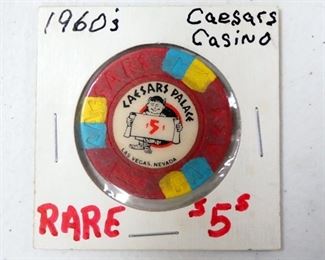 1960's
Caesars
Casino
CAESARS PALACE
$5
LAS VEGAS, NEVADA
RARE
$5$